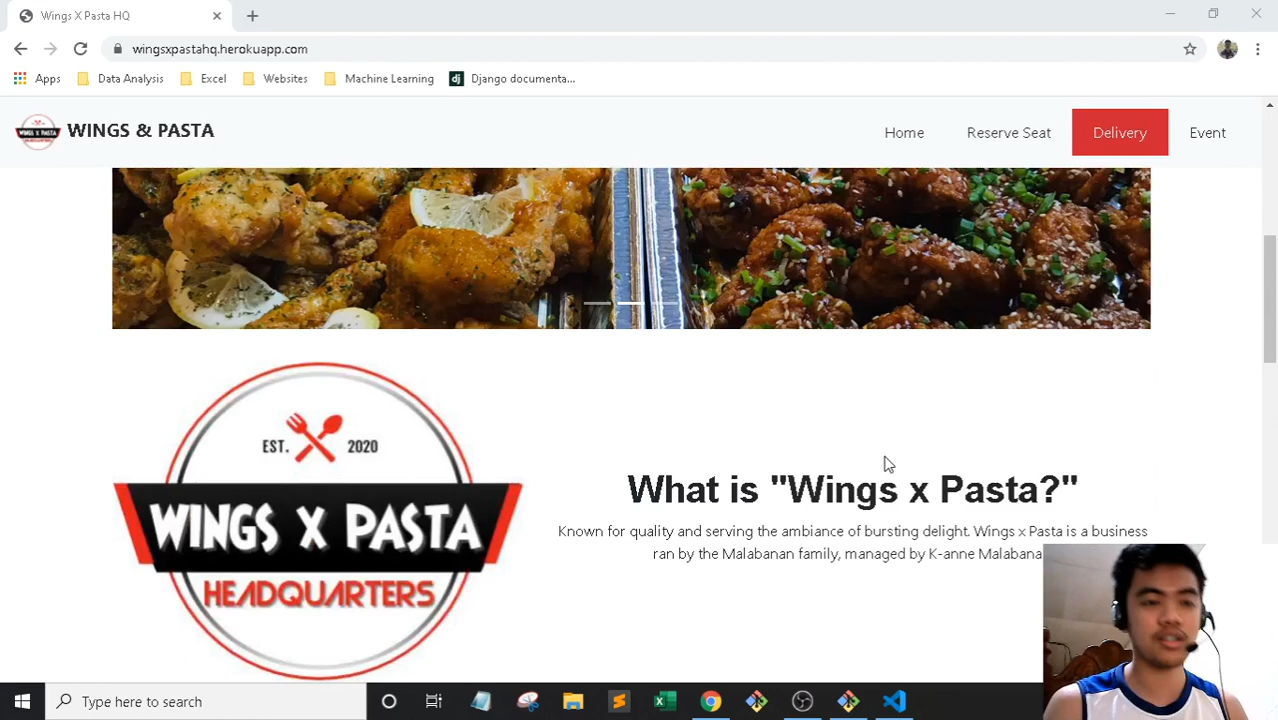 Wings X Pasta HQ
wingsxpastahq.herokuapp.com
Apps Data Analysis Excel Websites Machine Learning Django documenta...
WINGS X PASTA WINGS & PASTA Home Reserve Seat Delivery Event
EST. 2020
WINGS X PASTA
HEADQUARTERS
What is "Wings x Pasta?"
Known for quality and serving the ambiance of bursting delight. Wings x Pasta is a business
ran by the Malabanan family, managed by K-anne Malabana
Type here to search